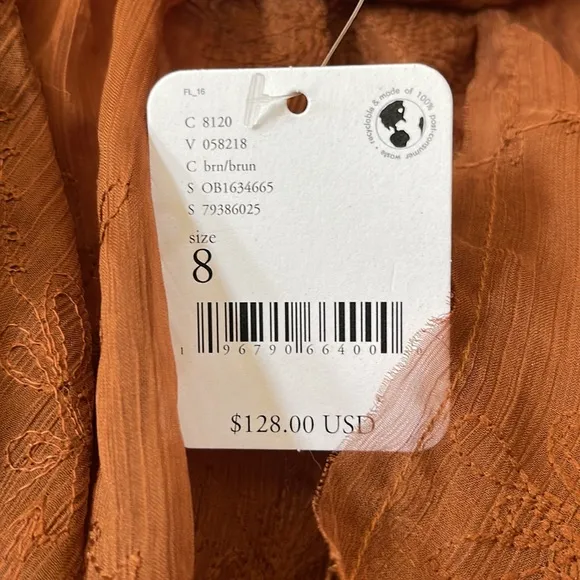 FL_16
recyclable & made of 100% post-consumer waste •
C 8120
V 058218
C brn/brun
S OB1634665
S 79386025
size
8
1 96790 66400 0
$128.00 USD